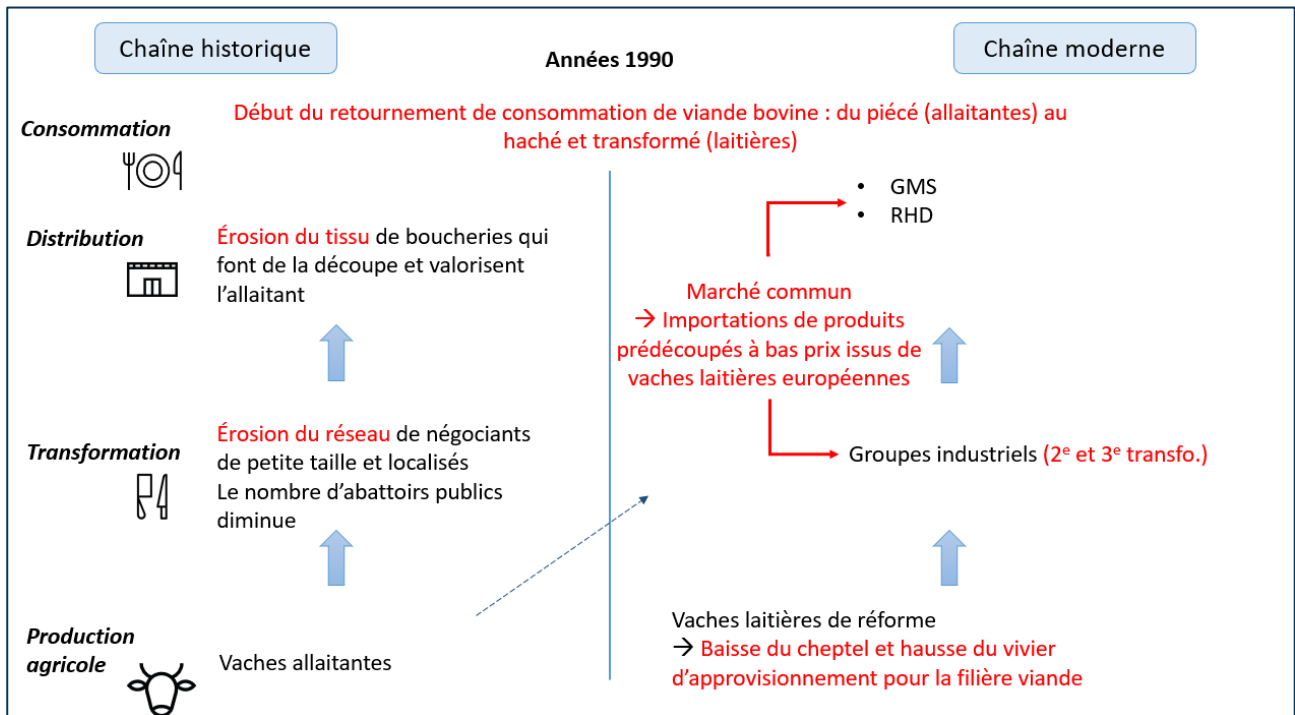 Chaîne historique
Années 1990
Chaîne moderne
Consommation
Début du retournement de consommation de viande bovine : du piécé (allaitantes) au
haché et transformé (laitières)
• GMS
• RHD
Distribution
Érosion du tissu de boucheries qui
font de la découpe et valorisent
l’allaitant
Marché commun
→ Importations de produits
prédécoupés à bas prix issus de
vaches laitières européennes
Transformation
Érosion du réseau de négociants
de petite taille et localisés
Le nombre d’abattoirs publics
diminue
Groupes industriels (2e et 3e transfo.)
Production
agricole
Vaches allaitantes
Vaches laitières de réforme
→ Baisse du cheptel et hausse du vivier
d’approvisionnement pour la filière viande